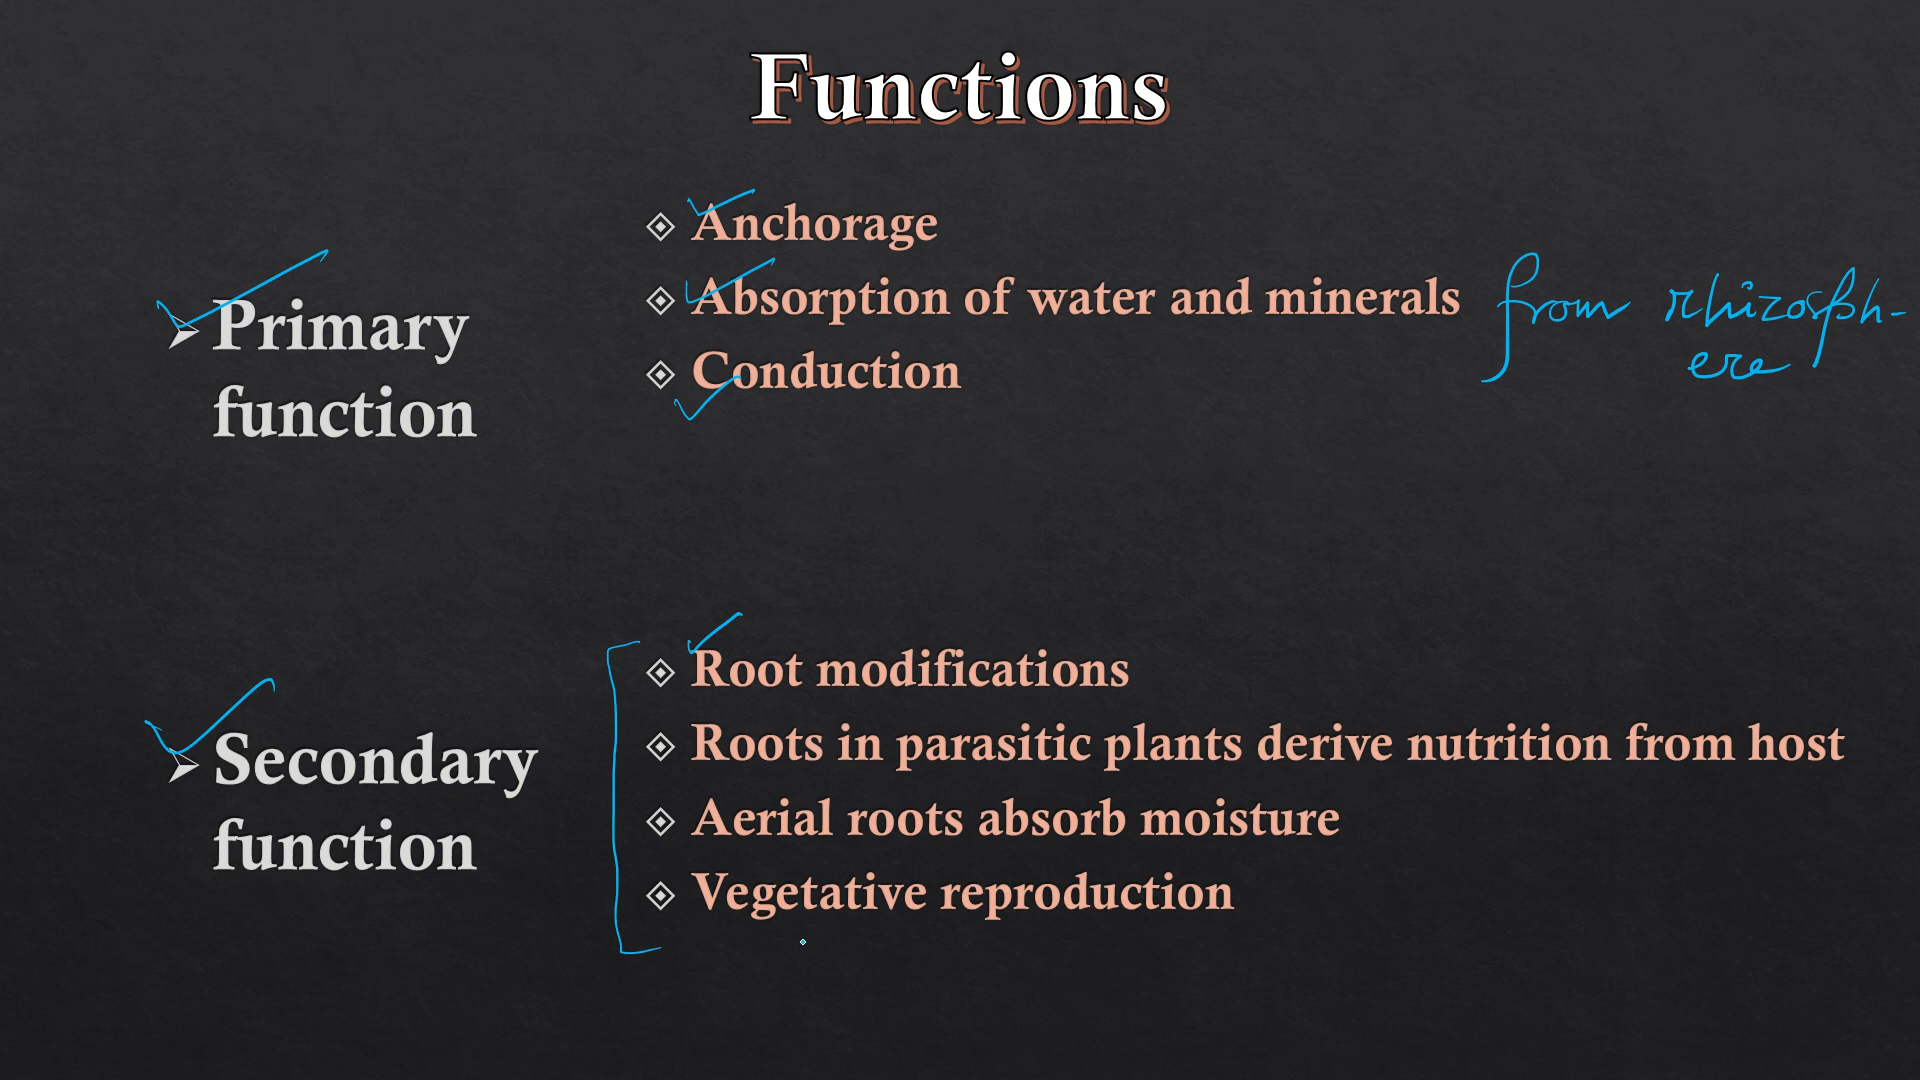 Functions
Primary
function
Anchorage
Absorption of water and minerals from rhizosph-
ere
Conduction
Secondary
function
Root modifications
Roots in parasitic plants derive nutrition from host
Aerial roots absorb moisture
Vegetative reproduction